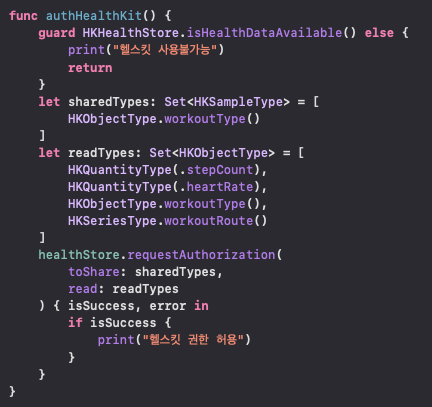 func authHealthKit() {
    guard HKHealthStore.isHealthDataAvailable() else {
        print("헬스킷 사용불가능")
        return
    }
    let sharedTypes: Set<HKSampleType> = [
        HKObjectType.workoutType()
    ]
    let readTypes: Set<HKObjectType> = [
        HKQuantityType(.stepCount),
        HKQuantityType(.heartRate),
        HKObjectType.workoutType(),
        HKSeriesType.workoutRoute()
    ]
    healthStore.requestAuthorization(
        toShare: sharedTypes,
        read: readTypes
    ) { isSuccess, error in
        if isSuccess {
            print("헬스킷 권한 허용")
        }
    }
}